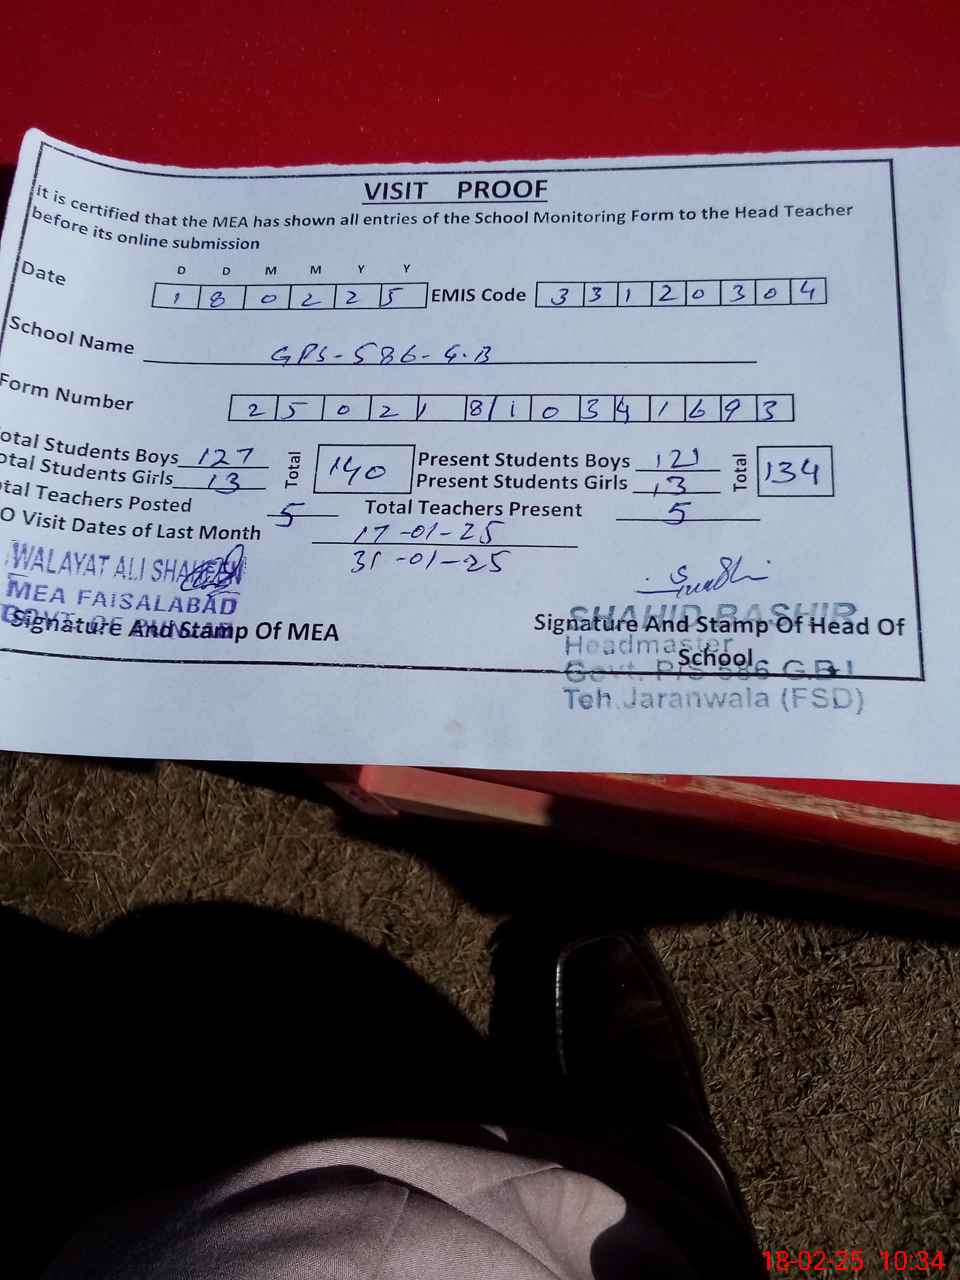 VISIT PROOF
It is certified that the MEA has shown all entries of the School Monitoring Form to the Head Teacher
before its online submission
D D M M Y Y
Date 1 8 0 2 2 5 EMIS Code 3 3 1 2 0 3 0 4
School Name GPS-586-G.B
Form Number 2 5 0 2 1 8 1 0 3 4 1 6 9 3
otal Students Boys 127 Total 140 Present Students Boys 121 Total 134
otal Students Girls 13 Present Students Girls 13
tal Teachers Posted 5 Total Teachers Present 5
O Visit Dates of Last Month 17-01-25
31-01-25
WALAYAT ALI SHAHEEN
MEA FAISALABAD
GOVT. OF PUNJAB
Signature And Stamp Of MEA
Signature And Stamp Of Head Of
School
SHAHID BASHIR
Headmaster
Govt. P/S 586 G.B
Teh. Jaranwala (FSD)
18-02-25 10:34